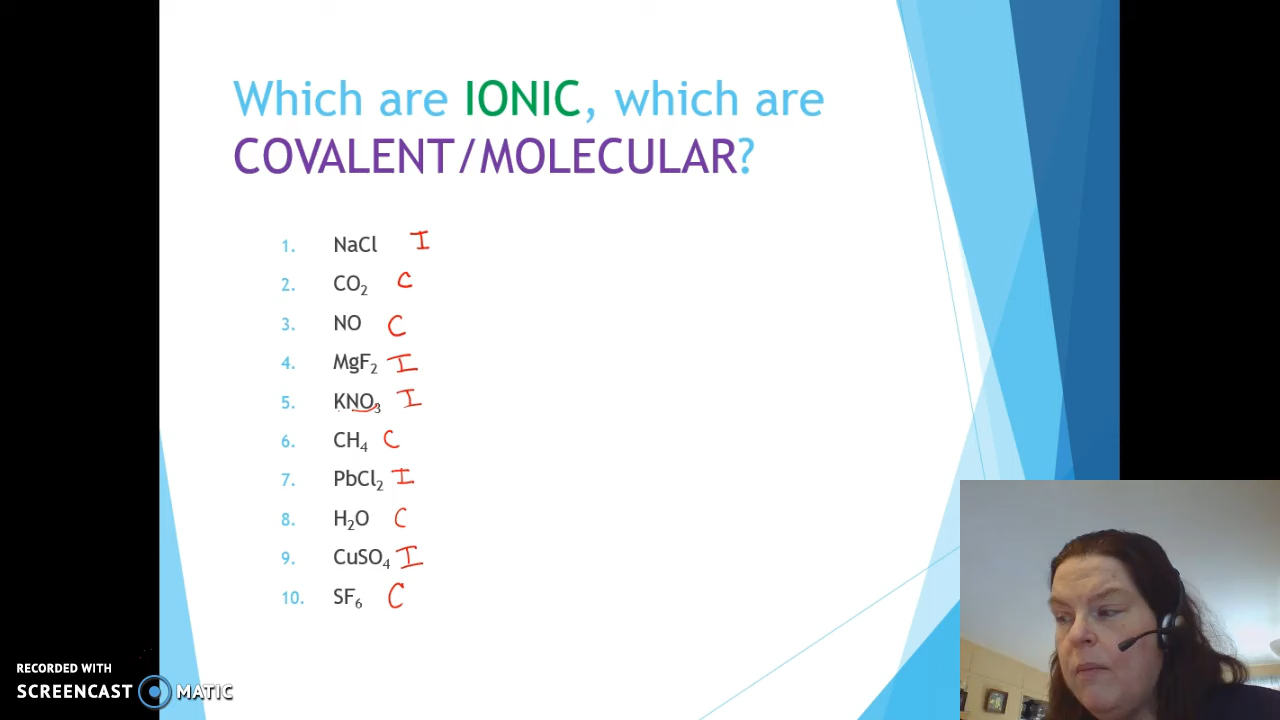 Which are IONIC, which are
COVALENT/MOLECULAR?
1. NaCl I
2. CO₂ C
3. NO C
4. MgF₂ I
5. KNO₃ I
6. CH₄ C
7. PbCl₂ I
8. H₂O C
9. CuSO₄ I
10. SF₆ C
RECORDED WITH
SCREENCAST MATIC